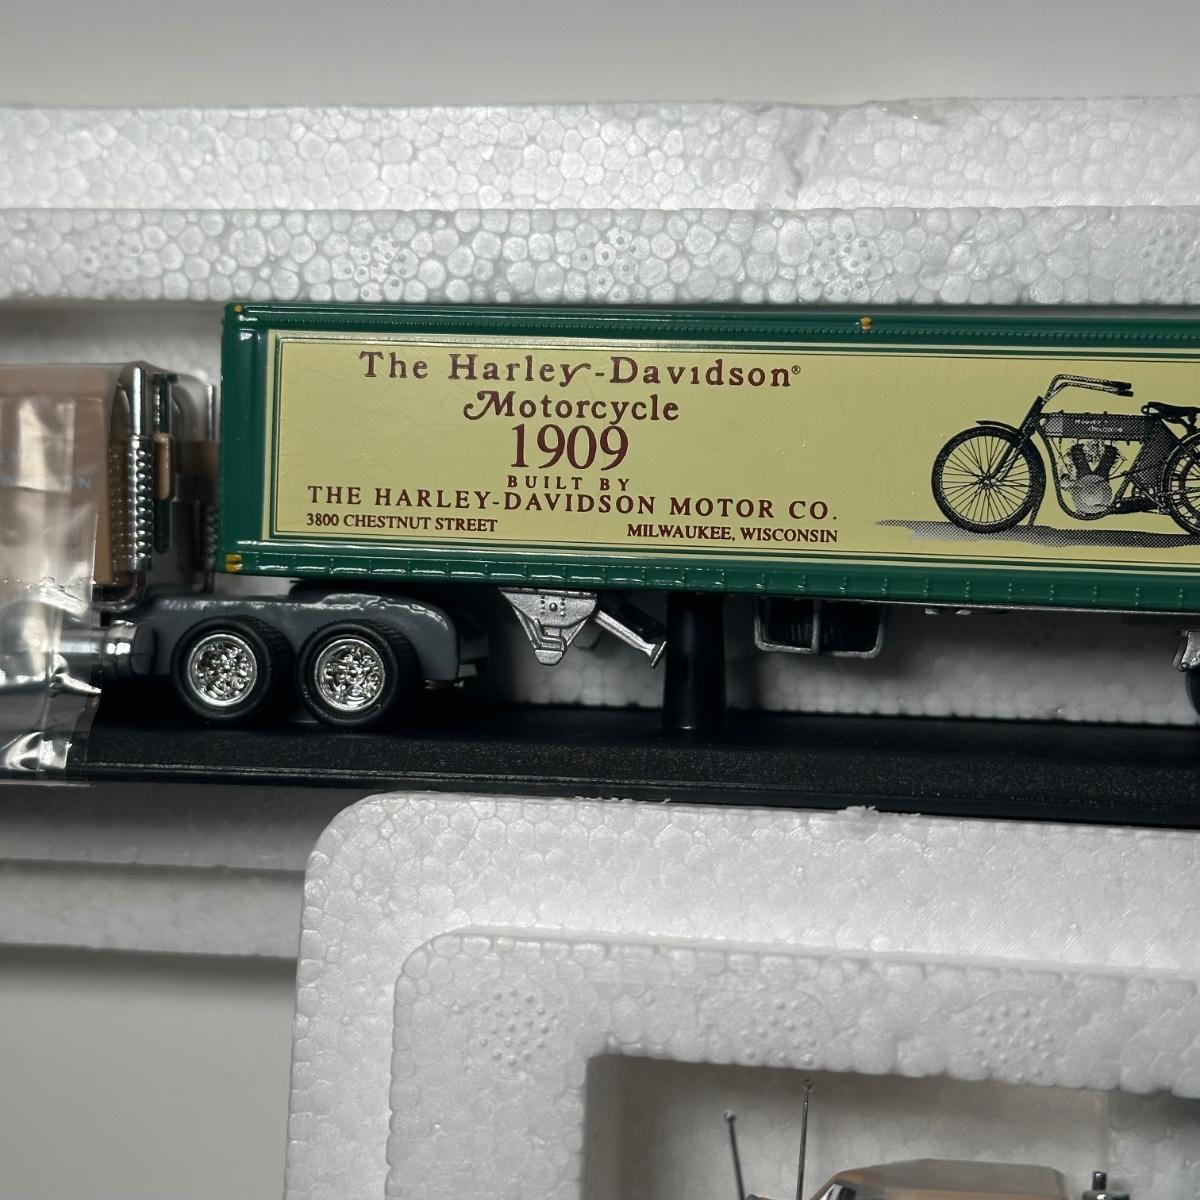 The Harley-Davidson®
Motorcycle
1909
BUILT BY
THE HARLEY-DAVIDSON MOTOR CO.
3800 CHESTNUT STREET MILWAUKEE, WISCONSIN